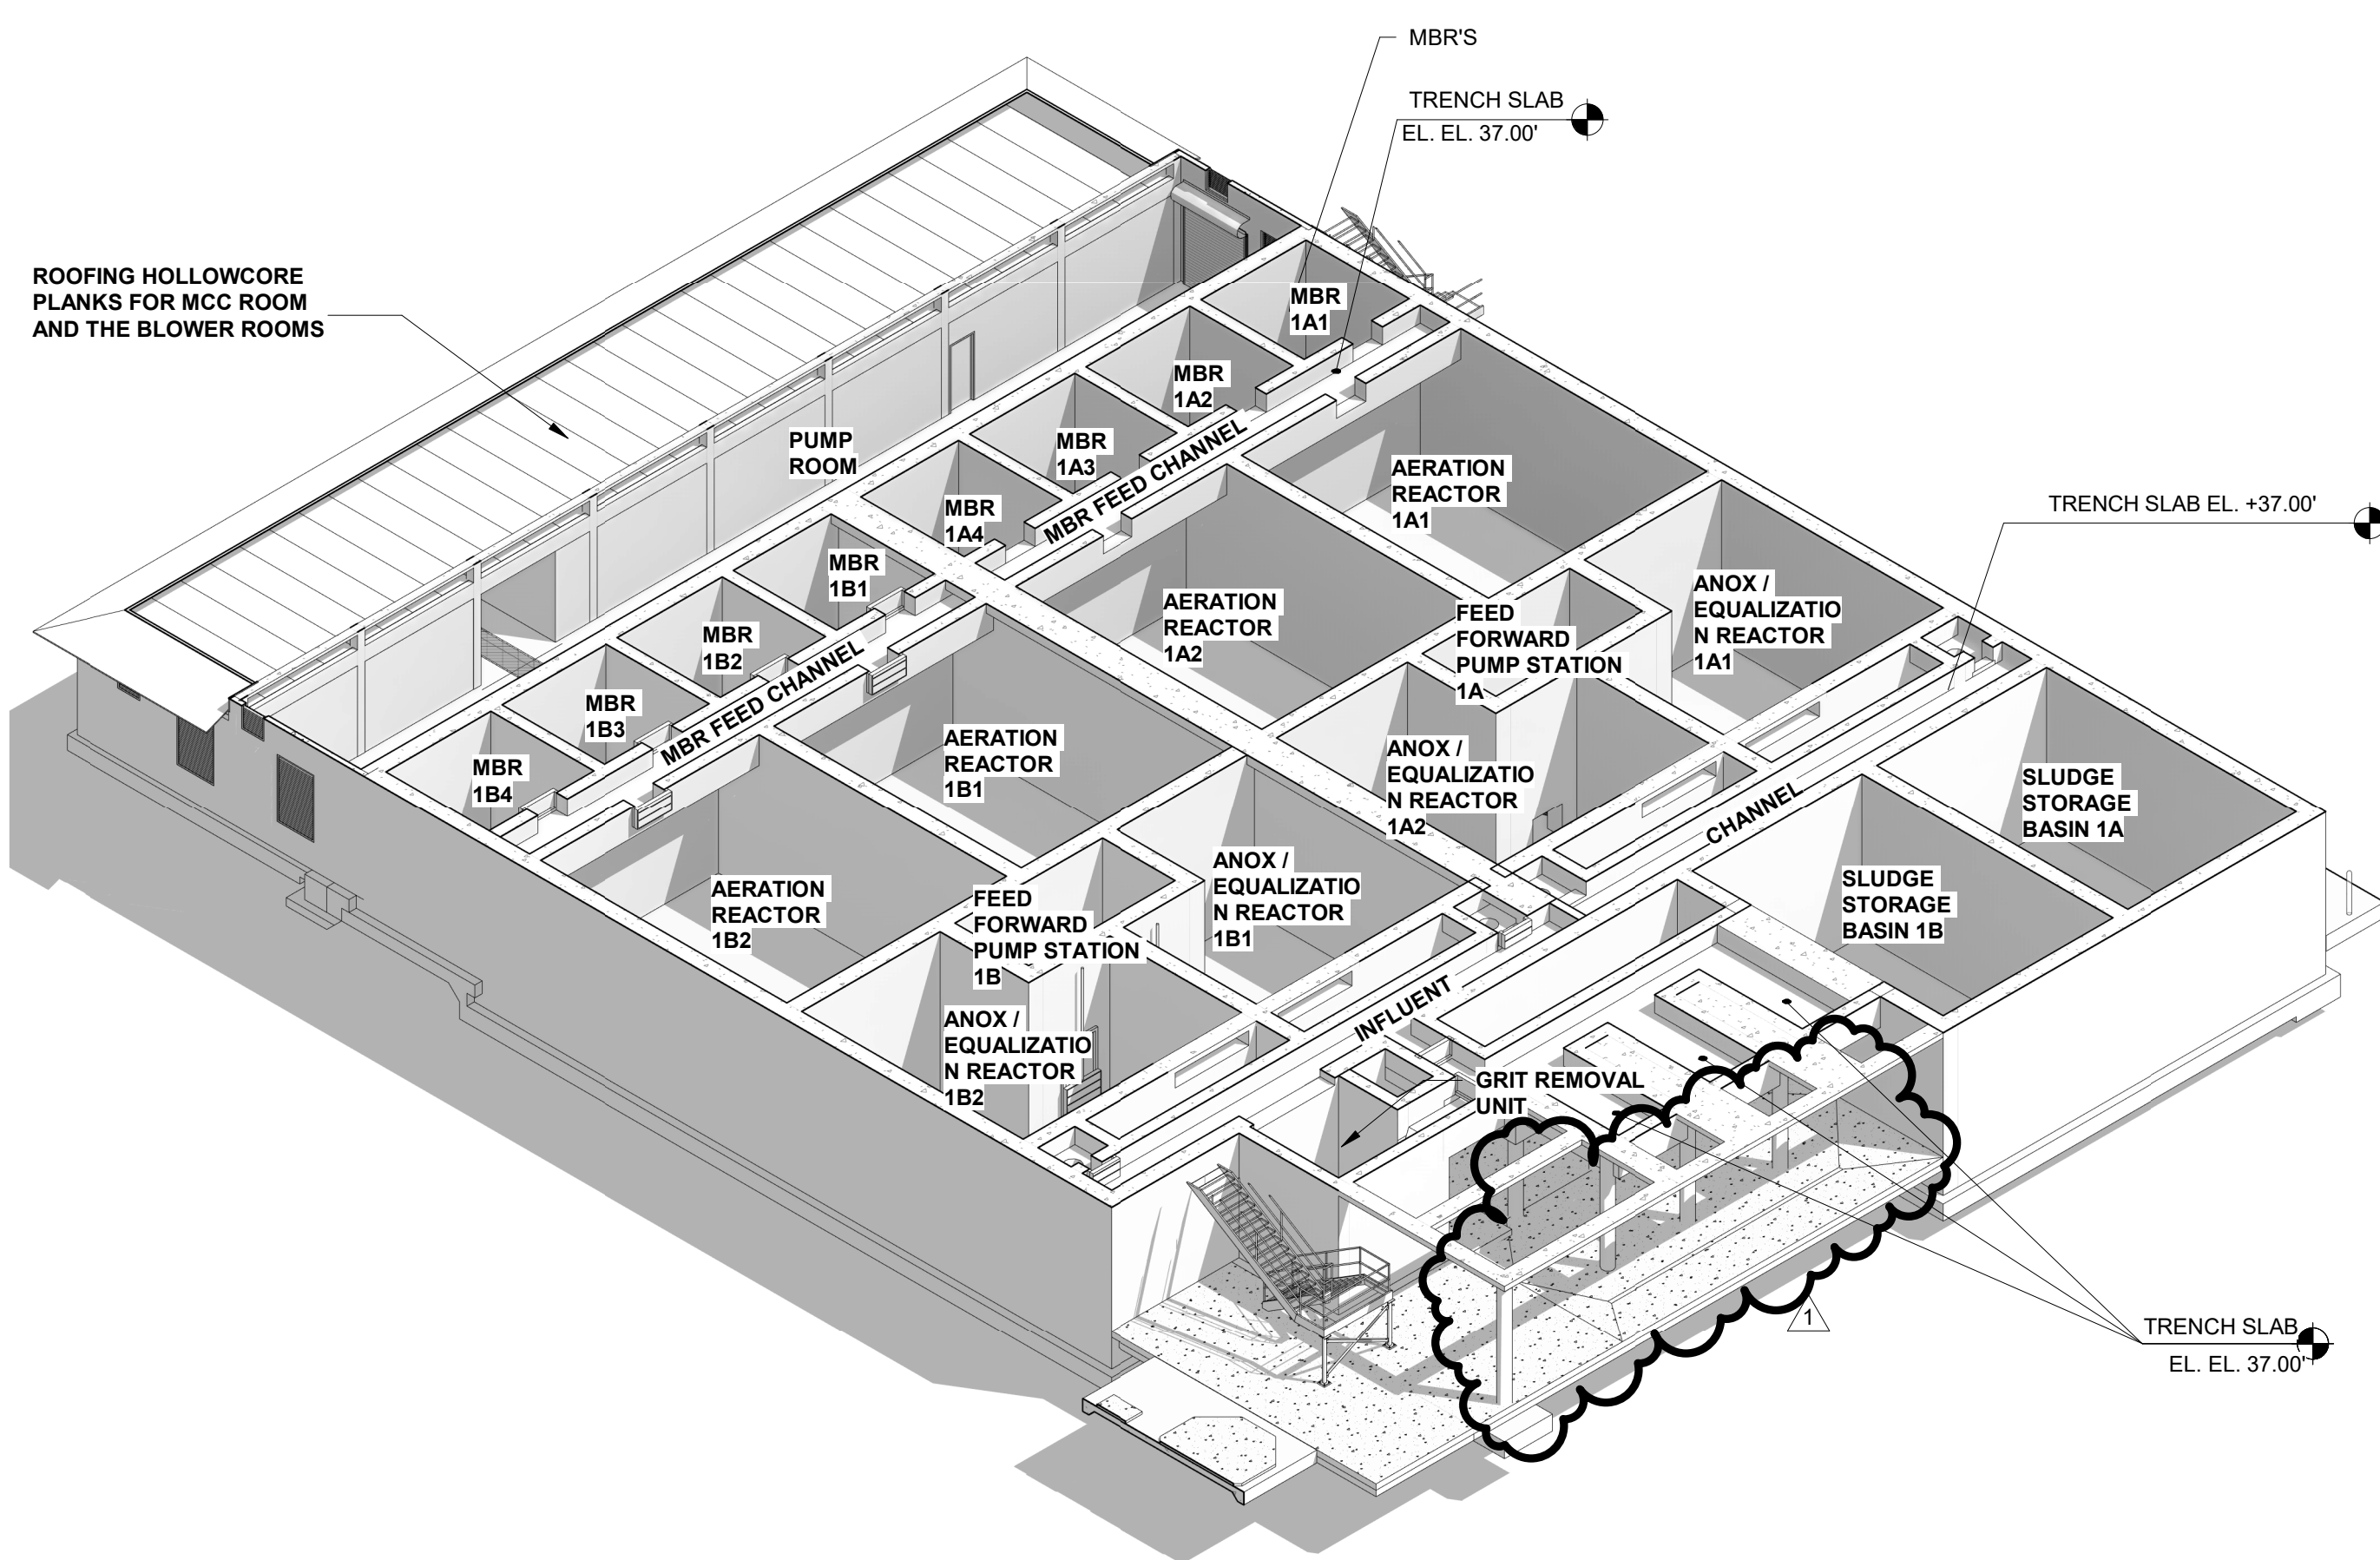 MBR'S
TRENCH SLAB
EL. EL. 37.00'
ROOFING HOLLOWCORE
PLANKS FOR MCC ROOM
AND THE BLOWER ROOMS
MBR
1A1
MBR
1A2
MBR
1A3
MBR
1A4
PUMP
ROOM
MBR FEED CHANNEL
AERATION
REACTOR
1A1
TRENCH SLAB EL. +37.00'
MBR
1B1
MBR
1B2
MBR
1B3
MBR
1B4
MBR FEED CHANNEL
AERATION
REACTOR
1A2
FEED
FORWARD
PUMP STATION
1A
ANOX /
EQUALIZATIO
N REACTOR
1A1
AERATION
REACTOR
1B1
ANOX /
EQUALIZATIO
N REACTOR
1A2
CHANNEL
SLUDGE
STORAGE
BASIN 1A
AERATION
REACTOR
1B2
FEED
FORWARD
PUMP STATION
1B
ANOX /
EQUALIZATIO
N REACTOR
1B1
SLUDGE
STORAGE
BASIN 1B
ANOX /
EQUALIZATIO
N REACTOR
1B2
INFLUENT
GRIT REMOVAL
UNIT
1
TRENCH SLAB
EL. EL. 37.00'